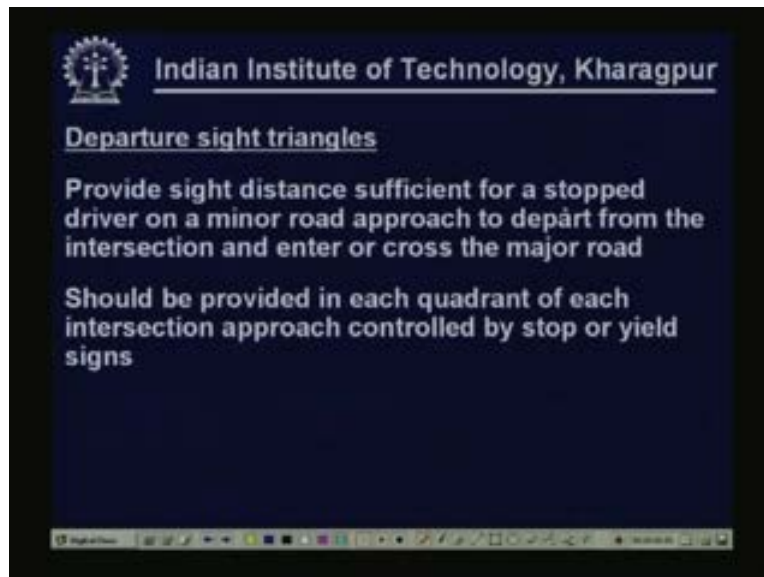 Indian Institute of Technology, Kharagpur
Departure sight triangles
Provide sight distance sufficient for a stopped
driver on a minor road approach to depart from the
intersection and enter or cross the major road
Should be provided in each quadrant of each
intersection approach controlled by stop or yield
signs